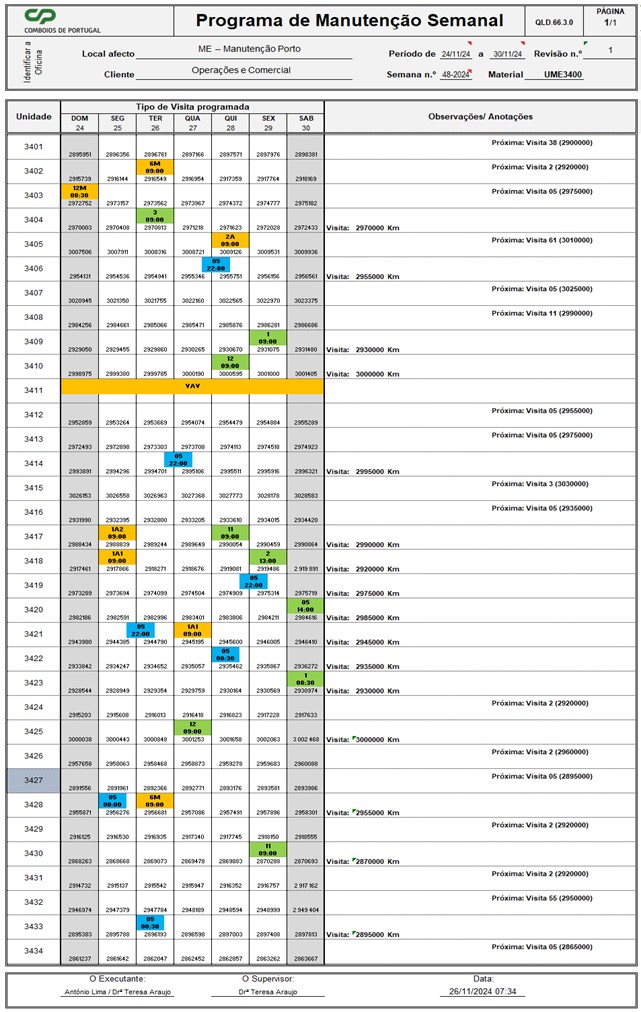 CP
COMBOIOS DE PORTUGAL
Programa de Manutenção Semanal
QLD.66.3.0
PÁGINA
1/1
Identificar a Oficina
Local afecto ME – Manutenção Porto
Período de 24/11/24 a 30/11/24 Revisão n.º 1
Cliente Operações e Comercial
Semana n.º 48-2024 Material UME3400
Unidade
Tipo de Visita programada
Observações/ Anotações
DOM SEG TER QUA QUI SEX SAB
24 25 26 27 28 29 30
3401
Próxima: Visita 38 (2900000)
2895951 2896356 2896761 2897166 2897571 2897976 2898381
3402
6M
09:00
Próxima: Visita 2 (2920000)
2915739 2916144 2916549 2916954 2917359 2917764 2918169
3403
12M
08:30
Próxima: Visita 05 (2975000)
2972752 2973157 2973562 2973967 2974372 2974777 2975182
3404
3
09:00
2970003 2970408 2970813 2971218 2971623 2972028 2972433
Visita: 2970000 Km
3405
2A
09:00
Próxima: Visita 61 (3010000)
3007506 3007911 3008316 3008721 3009126 3009531 3009936
3406
05
22:00
2954131 2954536 2954941 2955346 2955751 2956156 2956561
Visita: 2955000 Km
3407
Próxima: Visita 05 (3025000)
3020945 3021350 3021755 3022160 3022565 3022970 3023375
3408
Próxima: Visita 11 (2990000)
2984256 2984661 2985066 2985471 2985876 2986281 2986686
3409
1
09:00
2929050 2929455 2929860 2930265 2930670 2931075 2931480
Visita: 2930000 Km
3410
12
09:00
2998975 2999380 2999785 3000190 3000595 3001000 3001405
Visita: 3000000 Km
3411
VAV
3412
Próxima: Visita 05 (2955000)
2952859 2953264 2953669 2954074 2954479 2954884 2955289
3413
Próxima: Visita 05 (2975000)
2972493 2972898 2973303 2973708 2974113 2974518 2974923
3414
05
22:00
2993891 2994296 2994701 2995106 2995511 2995916 2996321
Visita: 2995000 Km
3415
Próxima: Visita 3 (3030000)
3026153 3026558 3026963 3027368 3027773 3028178 3028583
3416
Próxima: Visita 05 (2935000)
2931990 2932395 2932800 2933205 2933610 2934015 2934420
3417
1A2
09:00
11
09:00
2988434 2988839 2989244 2989649 2990054 2990459 2990864
Visita: 2990000 Km
3418
1A1
09:00
2
13:00
2917461 2917866 2918271 2918676 2919081 2919486 2 919 891
Visita: 2920000 Km
3419
05
22:00
2973289 2973694 2974099 2974504 2974909 2975314 2975719
Visita: 2975000 Km
3420
05
14:00
2982186 2982591 2982996 2983401 2983806 2984211 2984616
Visita: 2985000 Km
3421
05
22:00
1A1
09:00
2943980 2944385 2944790 2945195 2945600 2946005 2946410
Visita: 2945000 Km
3422
05
00:30
2933842 2934247 2934652 2935057 2935462 2935867 2936272
Visita: 2935000 Km
3423
1
08:30
2928544 2928949 2929354 2929759 2930164 2930569 2930974
Visita: 2930000 Km
3424
Próxima: Visita 2 (2920000)
2915203 2915608 2916013 2916418 2916823 2917228 2917633
3425
12
09:00
3000038 3000443 3000848 3001253 3001658 3002063 3 002 468
Visita: 3000000 Km
3426
Próxima: Visita 2 (2960000)
2957658 2958063 2958468 2958873 2959278 2959683 2960088
3427
Próxima: Visita 05 (2895000)
2891556 2891961 2892366 2892771 2893176 2893581 2893986
3428
05
00:00
6M
09:00
2955871 2956276 2956681 2957086 2957491 2957896 2958301
Visita: 2955000 Km
3429
Próxima: Visita 2 (2920000)
2916125 2916530 2916935 2917340 2917745 2918150 2918555
3430
11
09:00
2868263 2868668 2869073 2869478 2869883 2870288 2870693
Visita: 2870000 Km
3431
Próxima: Visita 2 (2920000)
2914732 2915137 2915542 2915947 2916352 2916757 2 917 162
3432
Próxima: Visita 55 (2950000)
2946974 2947379 2947784 2948189 2948594 2948999 2 949 404
3433
05
00:30
2895383 2895788 2896193 2896598 2897003 2897408 2897813
Visita: 2895000 Km
3434
Próxima: Visita 05 (2865000)
2861237 2861642 2862047 2862452 2862857 2863262 2863667
O Executante: O Supervisor: Data:
António Lima / Drª Teresa Araujo Drª Teresa Araujo 26/11/2024 07:34